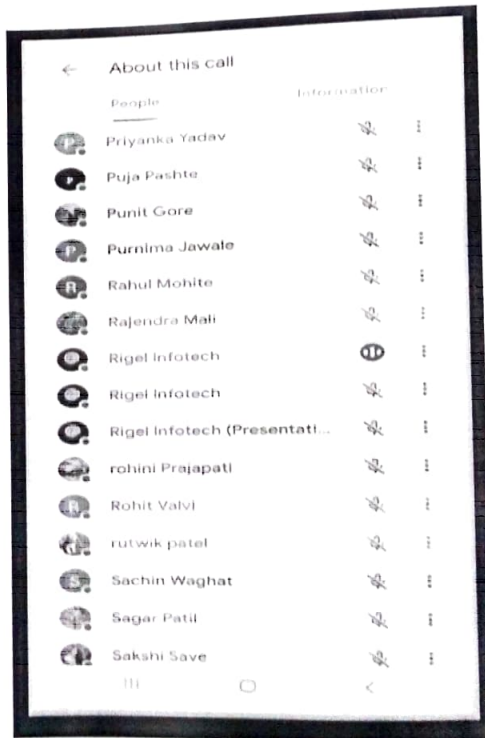 About this call
People Information
Priyanka Yadav
Puja Pashte
Punit Gore
Purnima Jawale
Rahul Mohite
Rajendra Mali
Rigel Infotech
Rigel Infotech
Rigel Infotech (Presentati...
rohini Prajapati
Rohit Valvi
rutwik patel
Sachin Waghat
Sagar Patil
Sakshi Save